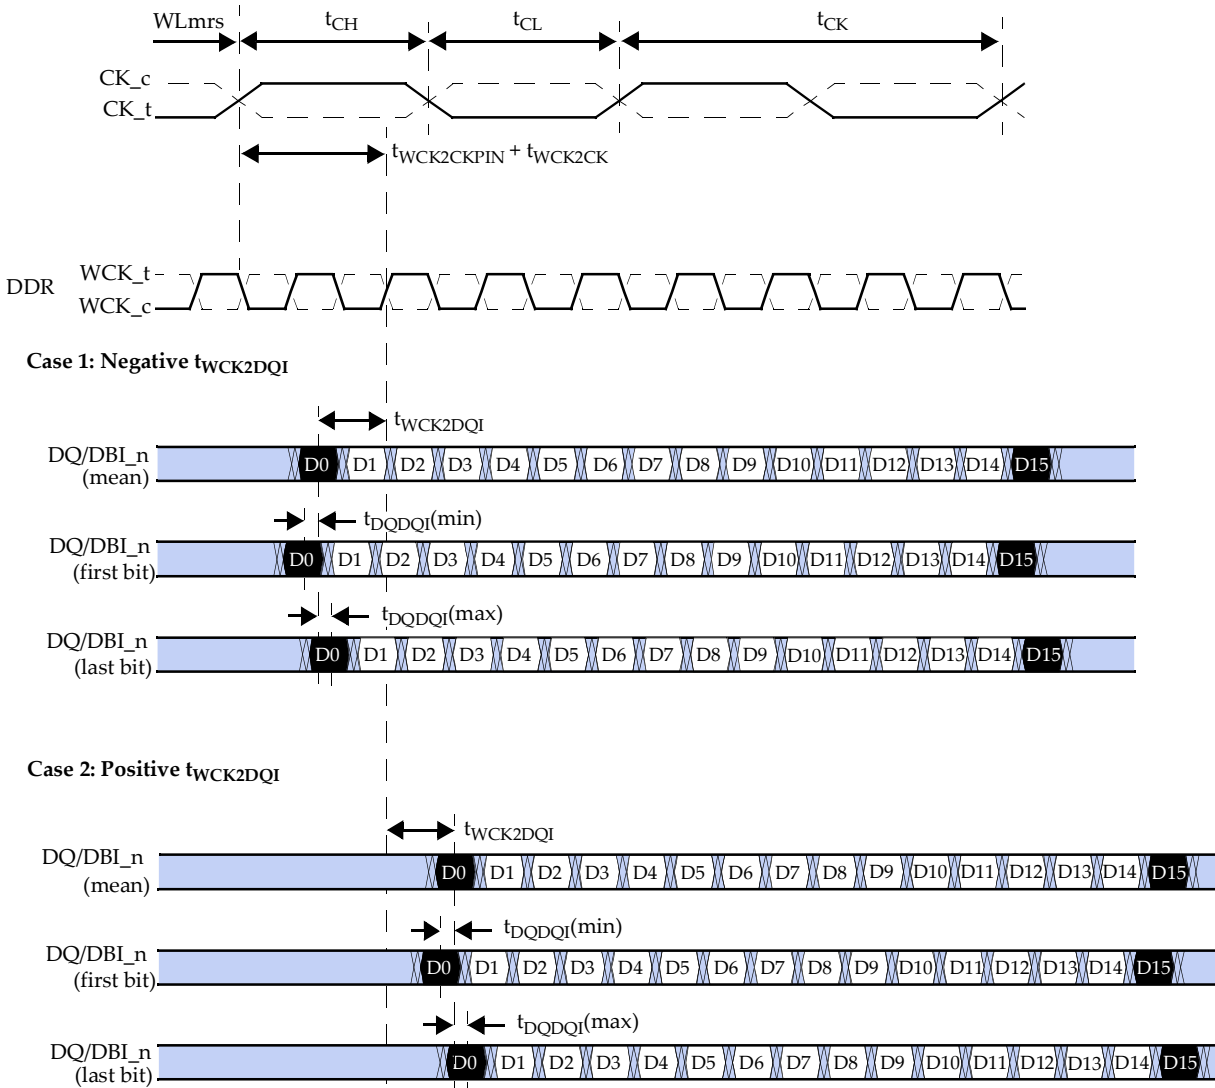 WLmrs tCH tCL tCK
CK_c
CK_t
tWCK2CKPIN + tWCK2CK
DDR WCK_t
WCK_c
Case 1: Negative tWCK2DQI
tWCK2DQI
DQ/DBI_n
(mean)
D0 D1 D2 D3 D4 D5 D6 D7 D8 D9 D10 D11 D12 D13 D14 D15
tDQDQI(min)
DQ/DBI_n
(first bit)
D0 D1 D2 D3 D4 D5 D6 D7 D8 D9 D10 D11 D12 D13 D14 D15
tDQDQI(max)
DQ/DBI_n
(last bit)
D0 D1 D2 D3 D4 D5 D6 D7 D8 D9 D10 D11 D12 D13 D14 D15
Case 2: Positive tWCK2DQI
tWCK2DQI
DQ/DBI_n
(mean)
D0 D1 D2 D3 D4 D5 D6 D7 D8 D9 D10 D11 D12 D13 D14 D15
tDQDQI(min)
DQ/DBI_n
(first bit)
D0 D1 D2 D3 D4 D5 D6 D7 D8 D9 D10 D11 D12 D13 D14 D15
tDQDQI(max)
DQ/DBI_n
(last bit)
D0 D1 D2 D3 D4 D5 D6 D7 D8 D9 D10 D11 D12 D13 D14 D15